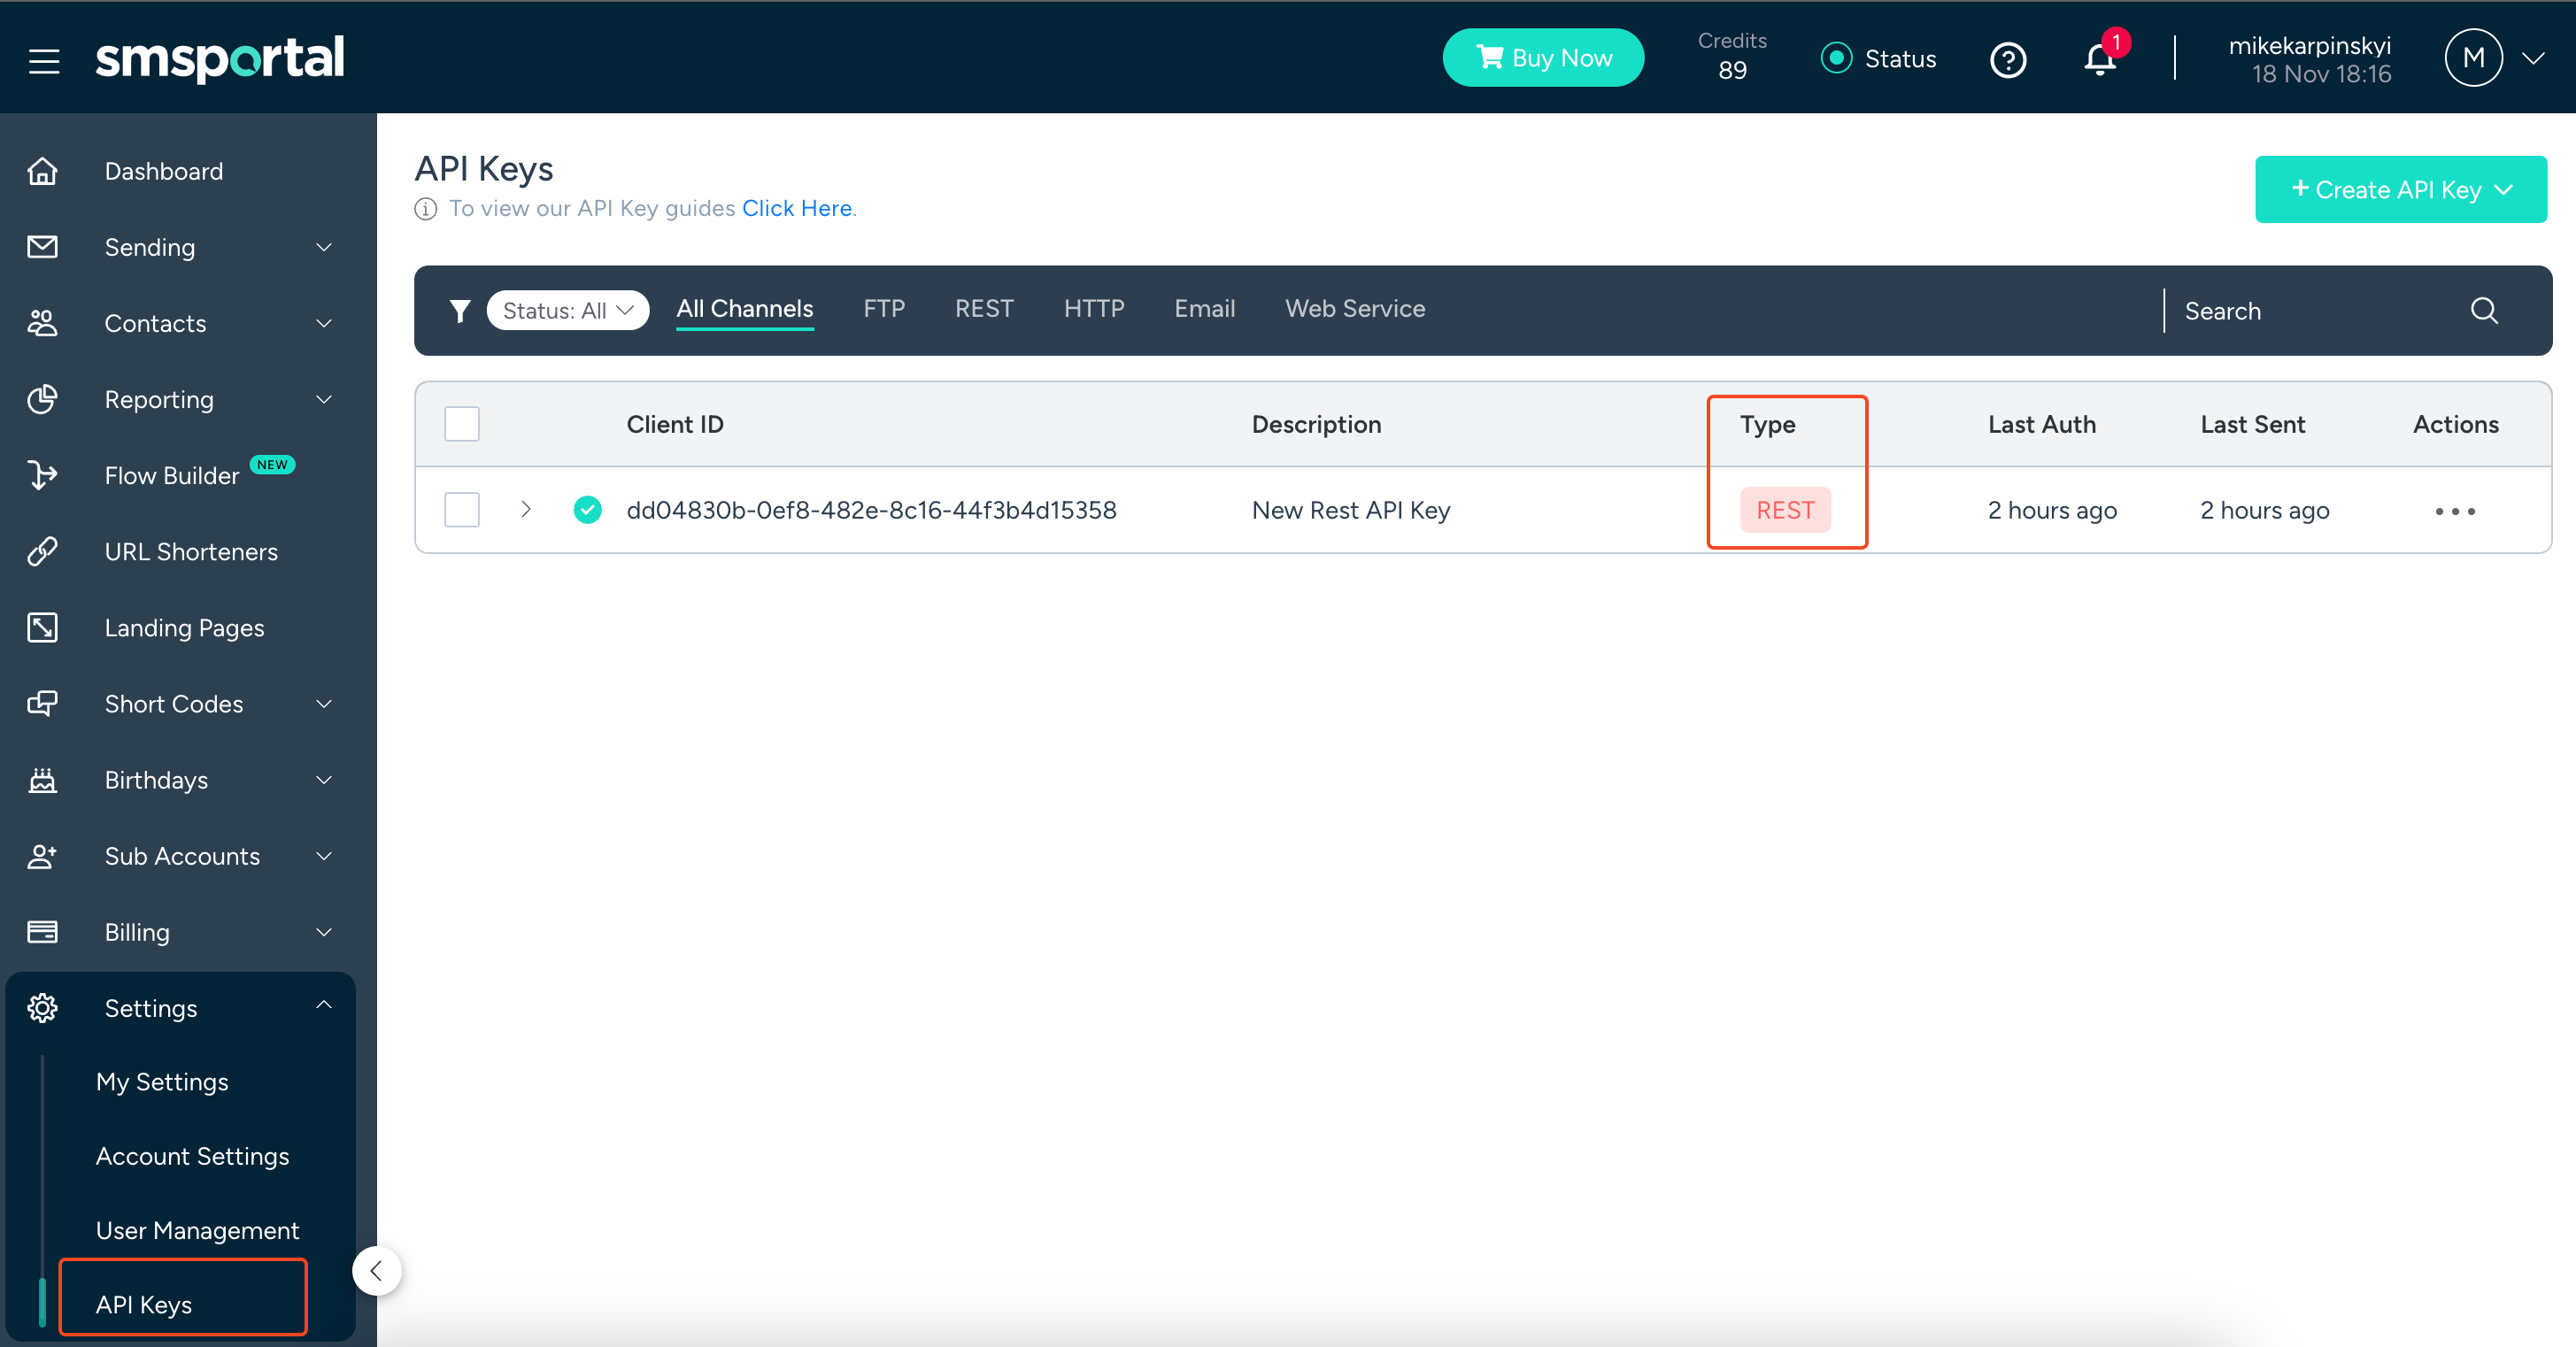 smsportal
Buy Now
Credits
89
Status
1
mikekarpinskyi
18 Nov 18:16
M
Dashboard
Sending
Contacts
Reporting
Flow Builder NEW
URL Shorteners
Landing Pages
Short Codes
Birthdays
Sub Accounts
Billing
Settings
My Settings
Account Settings
User Management
API Keys
API Keys
To view our API Key guides Click Here.
+ Create API Key
Status: All All Channels FTP REST HTTP Email Web Service Search
Client ID Description Type Last Auth Last Sent Actions
dd04830b-0ef8-482e-8c16-44f3b4d15358 New Rest API Key REST 2 hours ago 2 hours ago